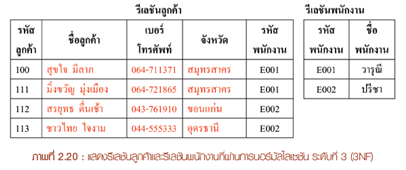 รีเลชันลูกค้า
รหัสลูกค้า ชื่อลูกค้า เบอร์โทรศัพท์ จังหวัด รหัสพนักงาน
100 สุขใจ มีลาภ 064-711371 สมุทรสาคร E001
111 มิ่งขวัญ มุ่งเมือง 064-721865 สมุทรสาคร E001
112 สรยุทธ ตื่นเช้า 043-761910 ขอนแก่น E002
113 ชาวไทย ใจงาม 044-555333 อุดรธานี E002
รีเลชันพนักงาน
รหัสพนักงาน ชื่อพนักงาน
E001 วารุณี
E002 ปรีชา
ภาพที่ 2.20 : แสดงรีเลชันลูกค้าและรีเลชันพนักงานที่ผ่านการนอร์มัลไลเซชัน ระดับที่ 3 (3NF)